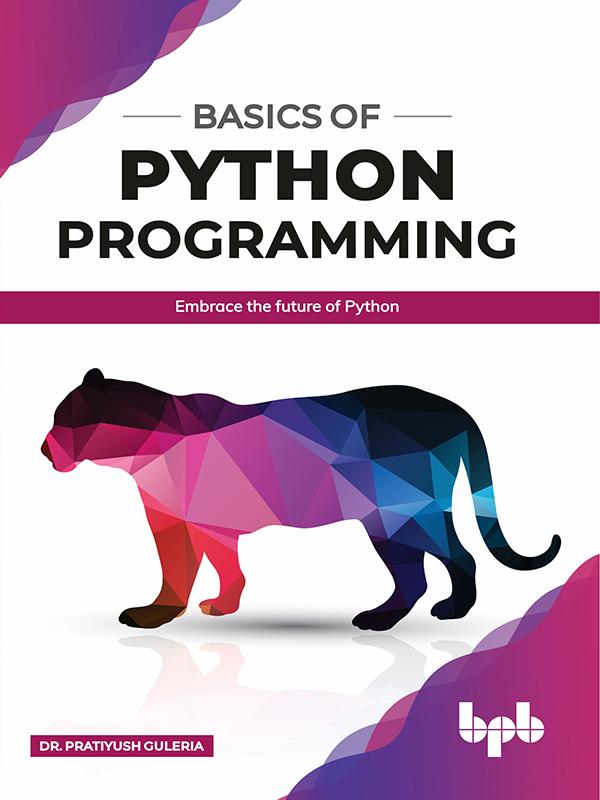 BASICS OF
PYTHON
PROGRAMMING
Embrace the future of Python
DR. PRATIYUSH GULERIA
bpb